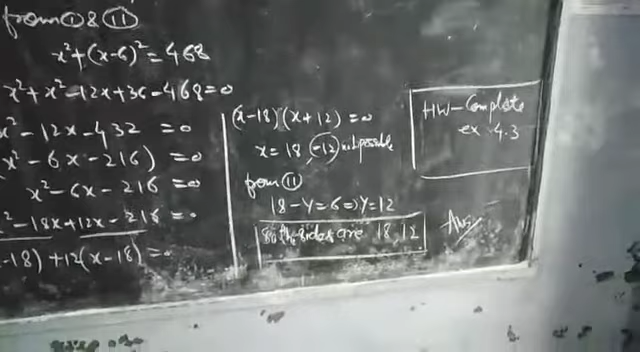 from ① & ⑪
x² + (x-6)² = 468
x² + x² - 12x + 36 - 468 = 0
x² - 12x - 432 = 0
x² - 6x - 216) = 0
x² - 6x - 216 = 0
x² - 18x + 12x - 216 = 0
-18) + 12(x-18) = 0
(x-18)(x+12) = 0
x = 18, -12 not possible
from ⑪
18 - Y = 6 ⇒ Y = 12
sides are 18, 12
Ans
HW - Complete
ex 4.3